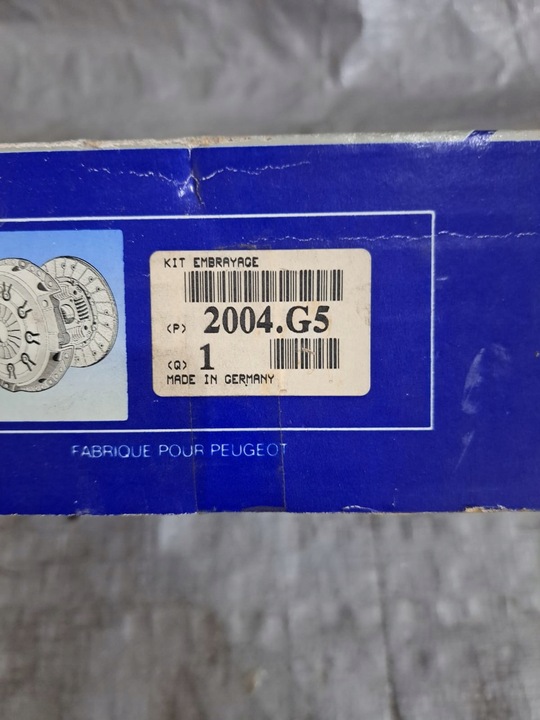 KIT EMBRAYAGE
(P) 2004.G5
(Q) 1
MADE IN GERMANY
FABRIQUE POUR PEUGEOT